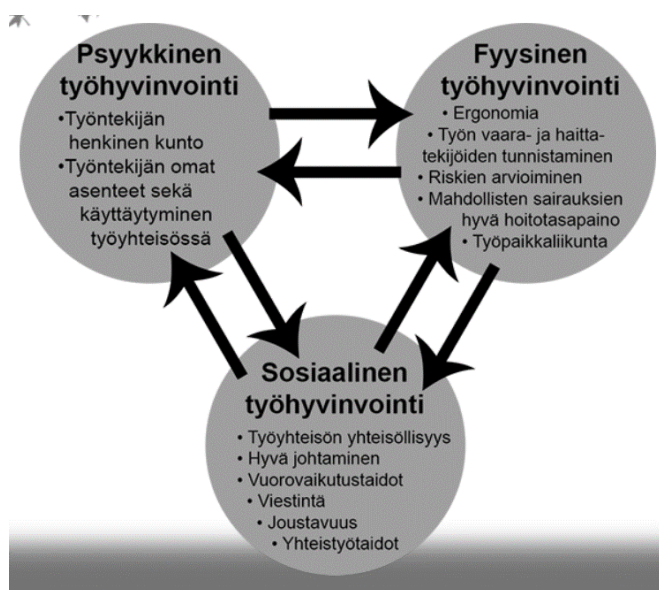 Psyykkinen
työhyvinvointi
•Työntekijän
henkinen kunto
•Työntekijän omat
asenteet sekä
käyttäytyminen
työyhteisössä
Fyysinen
työhyvinvointi
• Ergonomia
• Työn vaara- ja haitta-
tekijöiden tunnistaminen
• Riskien arvioiminen
• Mahdollisten sairauksien
hyvä hoitotasapaino
• Työpaikkaliikunta
Sosiaalinen
työhyvinvointi
• Työyhteisön yhteisöllisyys
• Hyvä johtaminen
• Vuorovaikutustaidot
• Viestintä
• Joustavuus
• Yhteistyötaidot